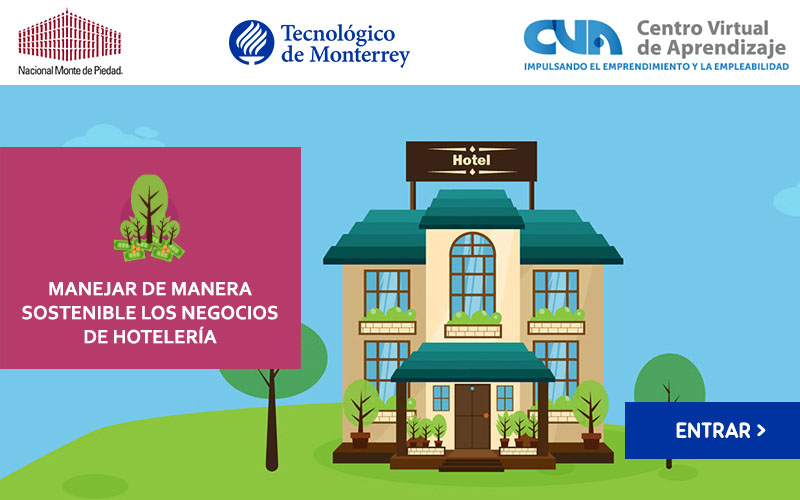 Nacional Monte de Piedad.
Tecnológico
de Monterrey
CVA
Centro Virtual
de Aprendizaje
IMPULSANDO EL EMPRENDIMIENTO Y LA EMPLEABILIDAD
Hotel
MANEJAR DE MANERA
SOSTENIBLE LOS NEGOCIOS
DE HOTELERÍA
ENTRAR >